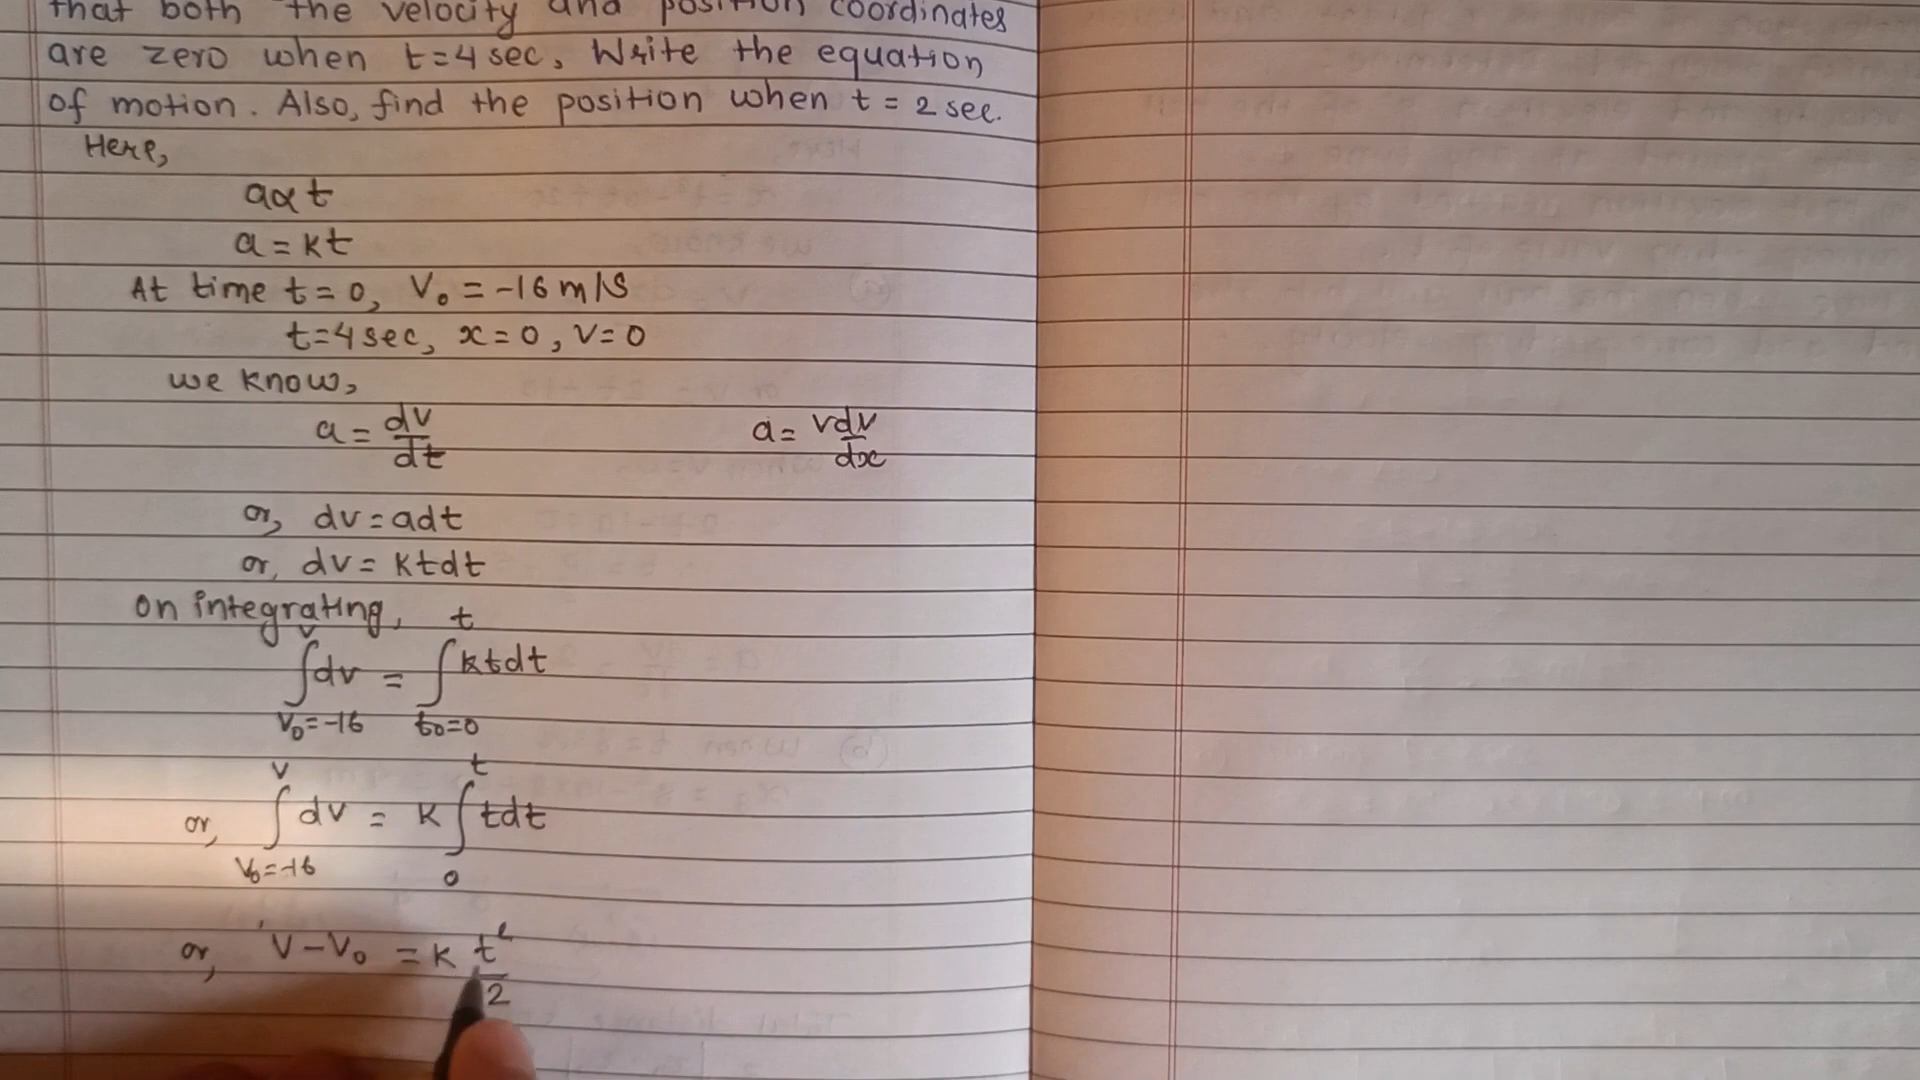 that both the velocity and position coordinates
are zero when t=4 sec, Write the equation
of motion. Also, find the position when t = 2 sec.
Here,
a∝t
a=kt
At time t=0, V₀ = -16 m/s
t=4sec, x=0, v=0
we know,
a = dv/dt a = vdv/dx
or, dv=adt
or, dv= ktdt
on integrating,
∫dv = ∫ktdt
v t
V₀=-16 t₀=0
v t
or, ∫dv = k∫tdt
V₀=-16 0
or, V-V₀ = k t²/2